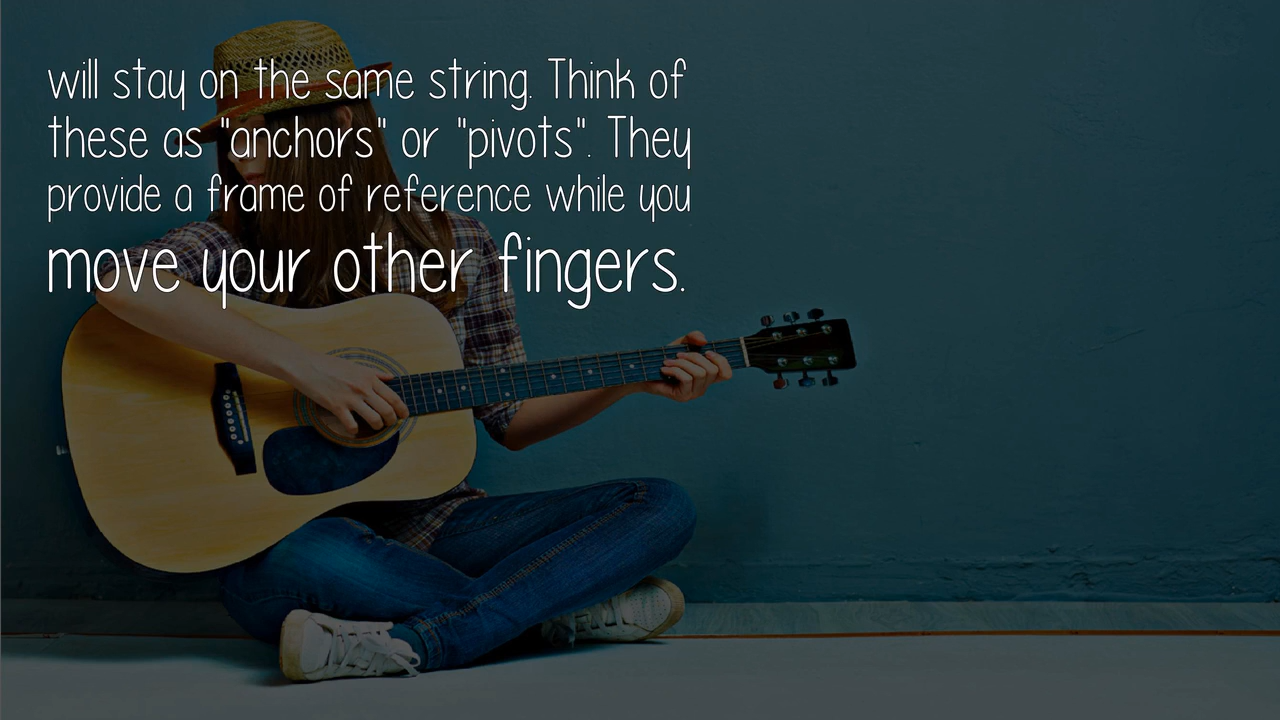 will stay on the same string. Think of
these as "anchors" or "pivots". They
provide a frame of reference while you
move your other fingers.